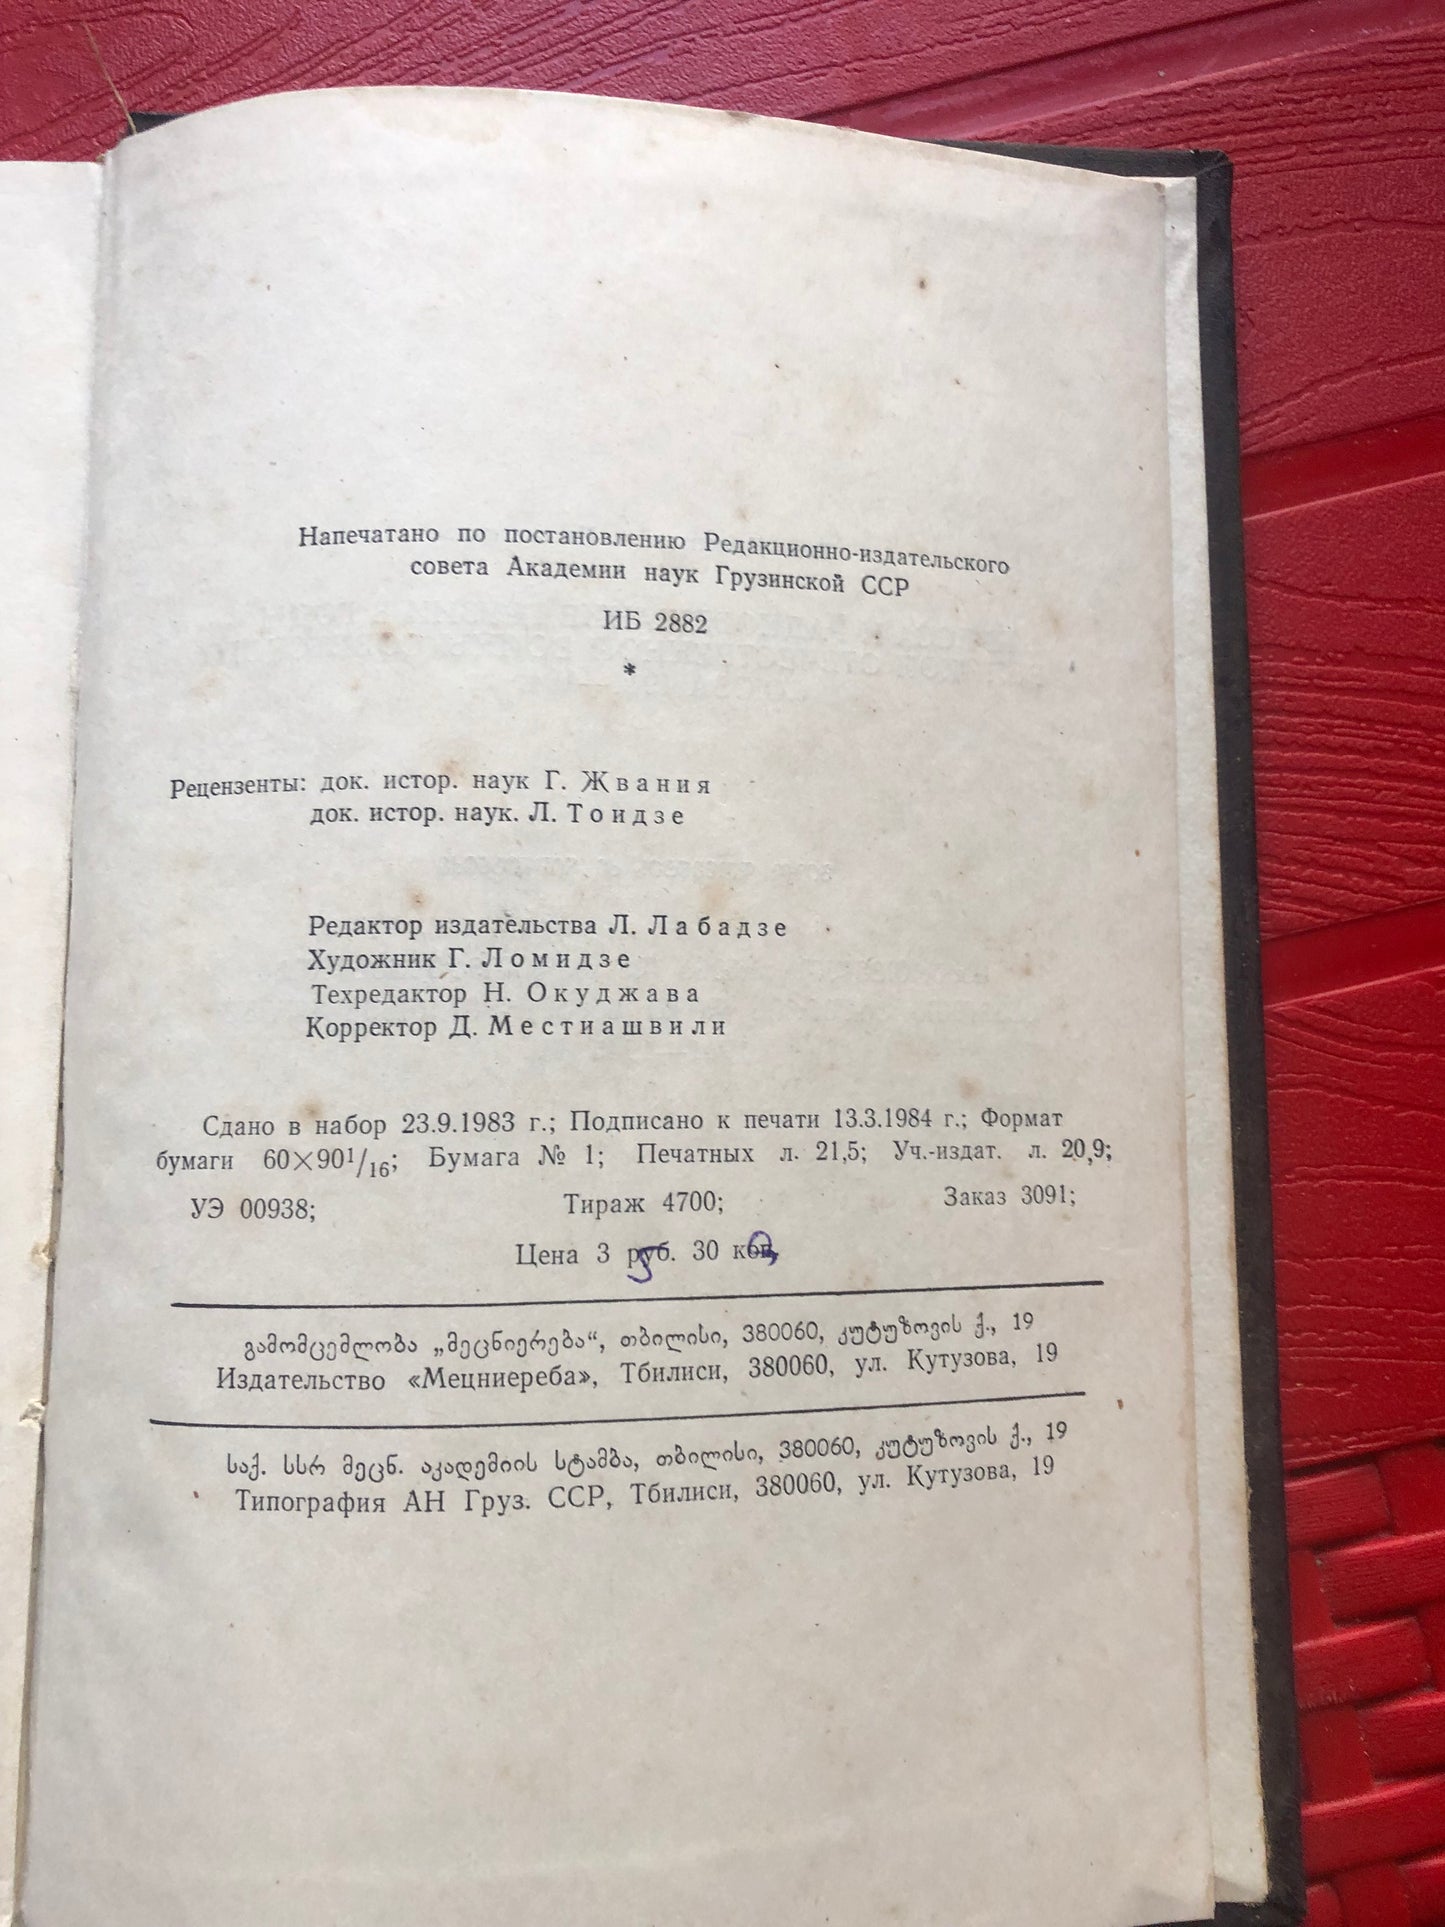 Напечатано по постановлению Редакционно-издательского
совета Академии наук Грузинской ССР
ИБ 2882
*
Рецензенты: док. истор. наук Г. Жвания
док. истор. наук. Л. Тоидзе
Редактор издательства Л. Лабадзе
Художник Г. Ломидзе
Техредактор Н. Окуджава
Корректор Д. Местиашвили
Сдано в набор 23.9.1983 г.; Подписано к печати 13.3.1984 г.; Формат
бумаги 60×90¹/₁₆; Бумага № 1; Печатных л. 21,5; Уч.-издат. л. 20,9;
УЭ 00938; Тираж 4700; Заказ 3091;
Цена 3 руб. 30 коп.
გამომცემლობა „მეცნიერება“, თბილისი, 380060, კუტუზოვის ქ., 19
Издательство «Мецниереба», Тбилиси, 380060, ул. Кутузова, 19
საქ. სსრ მეცნ. აკადემიის სტამბა, თბილისი, 380060, კუტუზოვის ქ., 19
Типография АН Груз. ССР, Тбилиси, 380060, ул. Кутузова, 19